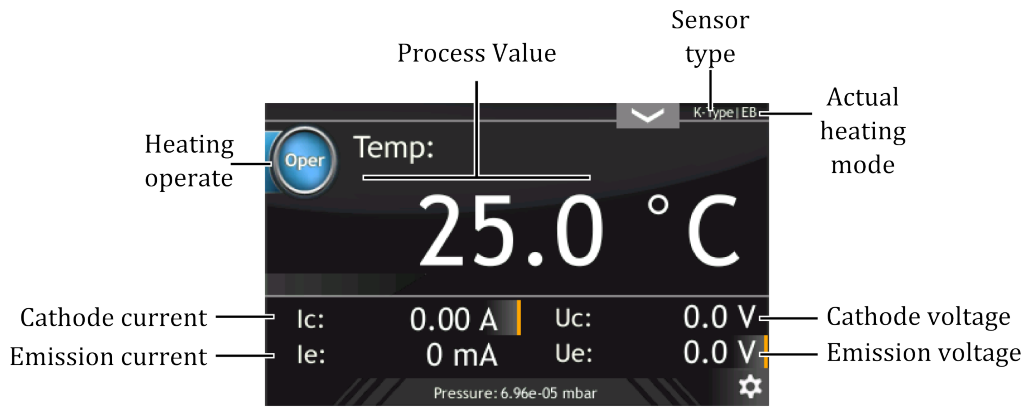 Sensor
type
Process Value
K-Type|EB
Actual
heating
mode
Heating
operate
Oper
Temp:
25.0 °C
Cathode current
Ic: 0.00 A Uc: 0.0 V
Cathode voltage
Emission current
Ie: 0 mA Ue: 0.0 V
Emission voltage
Pressure: 6.96e-05 mbar